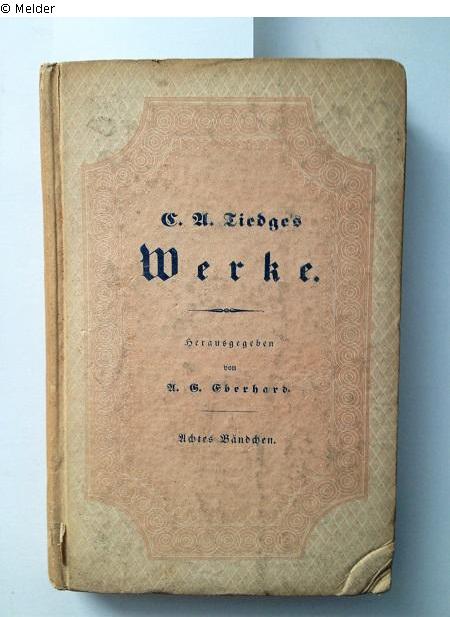 © Melder
C. A. Tiedge's
Werke.
Herausgegeben
von
A. G. Eberhard.
Achtes Bändchen.